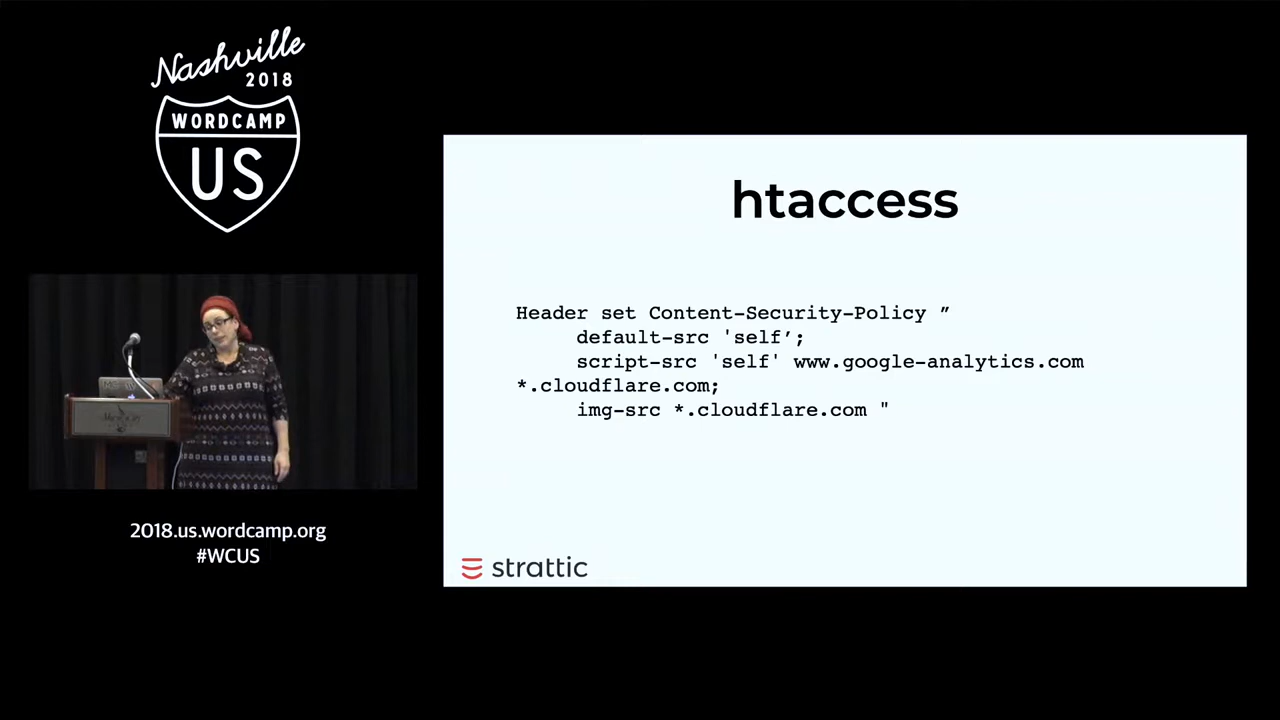 Nashville
2018
WORDCAMP
US
2018.us.wordcamp.org
#WCUS
htaccess
Header set Content-Security-Policy ”
default-src 'self’;
script-src 'self' www.google-analytics.com
*.cloudflare.com;
img-src *.cloudflare.com "
strattic